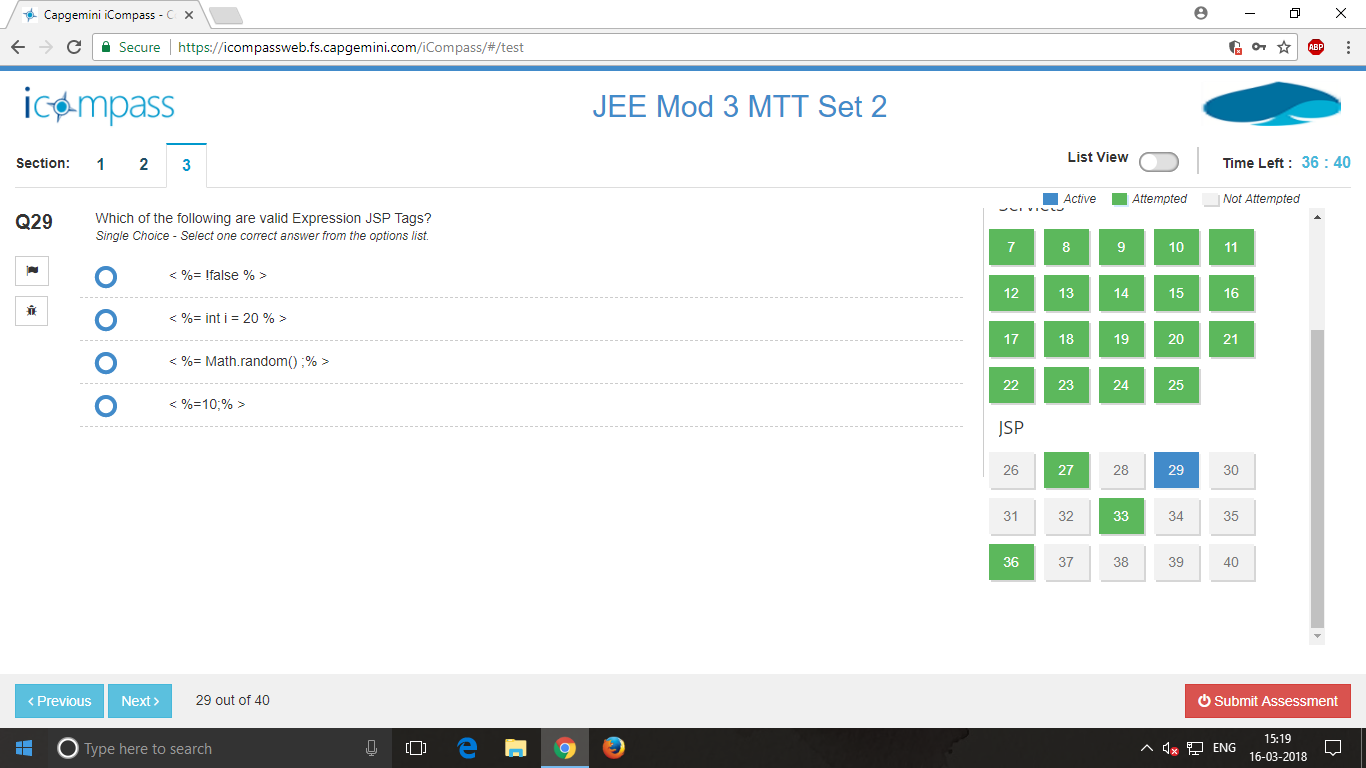 Capgemini iCompass - C
Secure
https://icompassweb.fs.capgemini.com/iCompass/#/test
ABP
icompass
JEE Mod 3 MTT Set 2
Section: 1 2 3
List View
Time Left : 36 : 40
Active Attempted Not Attempted
Q29
Which of the following are valid Expression JSP Tags?
Single Choice - Select one correct answer from the options list.
< %= !false % >
< %= int i = 20 % >
< %= Math.random() ;% >
< %=10;% >
Servlets
7 8 9 10 11
12 13 14 15 16
17 18 19 20 21
22 23 24 25
JSP
26 27 28 29 30
31 32 33 34 35
36 37 38 39 40
‹ Previous
Next ›
29 out of 40
Submit Assessment
Type here to search
ENG
15:19
16-03-2018